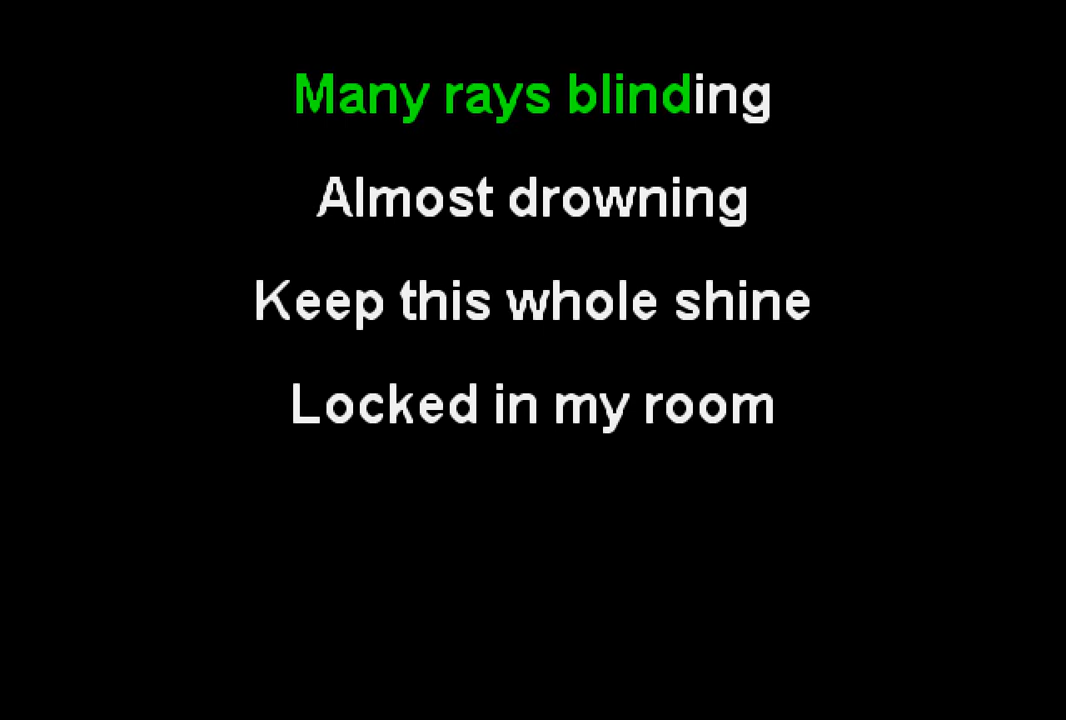 Many rays blinding
Almost drowning
Keep this whole shine
Locked in my room